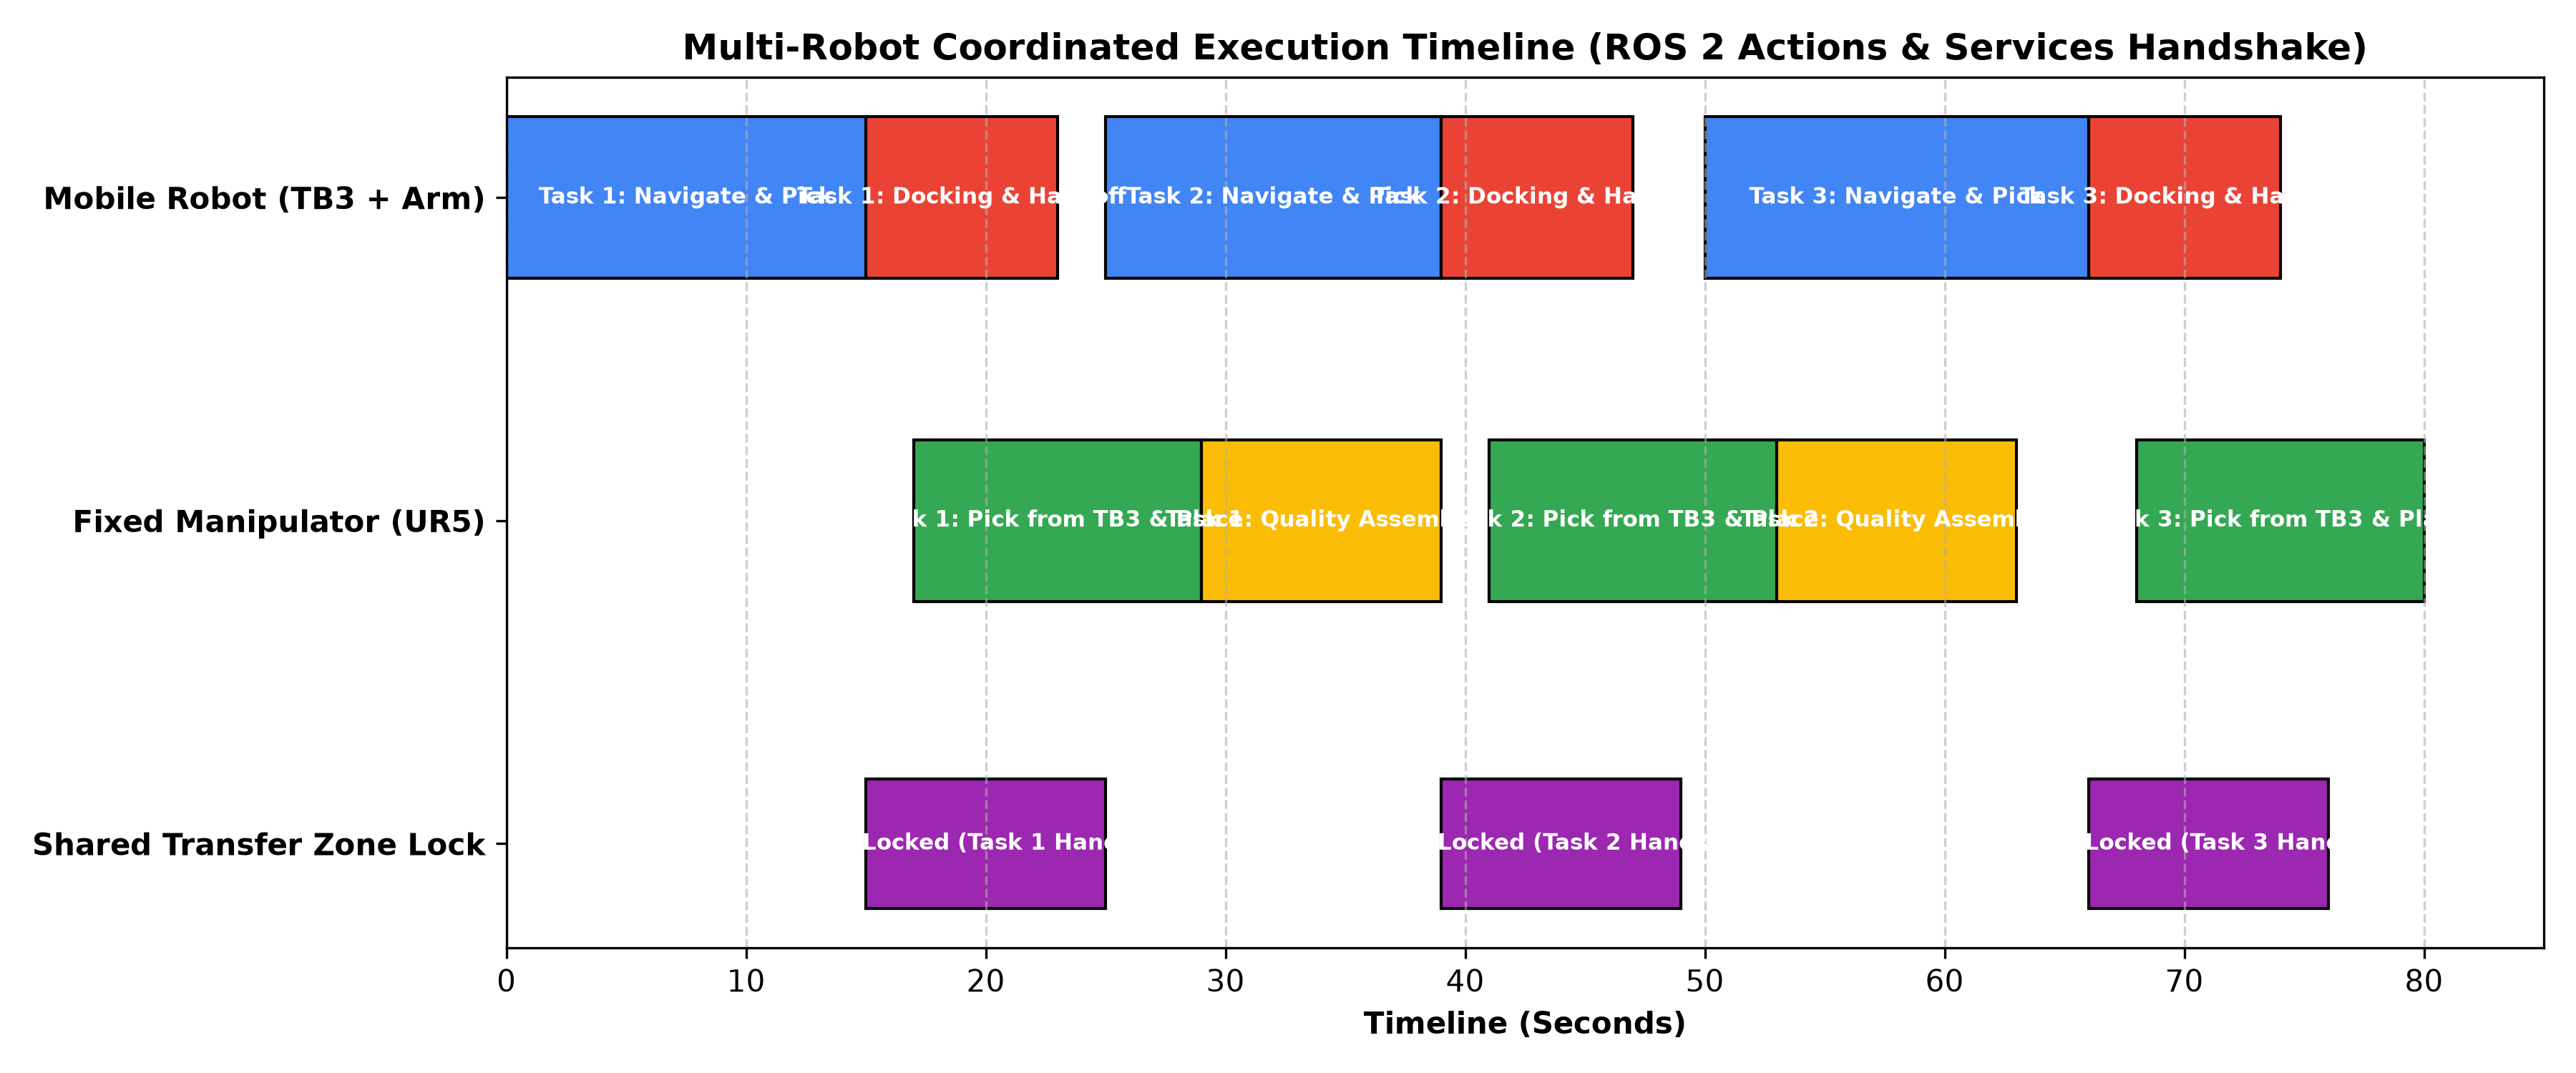 Multi-Robot Coordinated Execution Timeline (ROS 2 Actions & Services Handshake)
Mobile Robot (TB3 + Arm)
Task 1: Navigate & Pick
Task 1: Docking & Ha
off
Task 2: Navigate & Pick
Task 2: Docking & Ha
Task 3: Navigate & Pick
Task 3: Docking & Ha
Fixed Manipulator (UR5)
k 1: Pick from TB3 & Place
Task 1: Quality Assem
k 2: Pick from TB3 & Place
Task 2: Quality Assem
k 3: Pick from TB3 & Pla
Shared Transfer Zone Lock
Locked (Task 1 Hand
Locked (Task 2 Hand
Locked (Task 3 Hand
0 10 20 30 40 50 60 70 80
Timeline (Seconds)